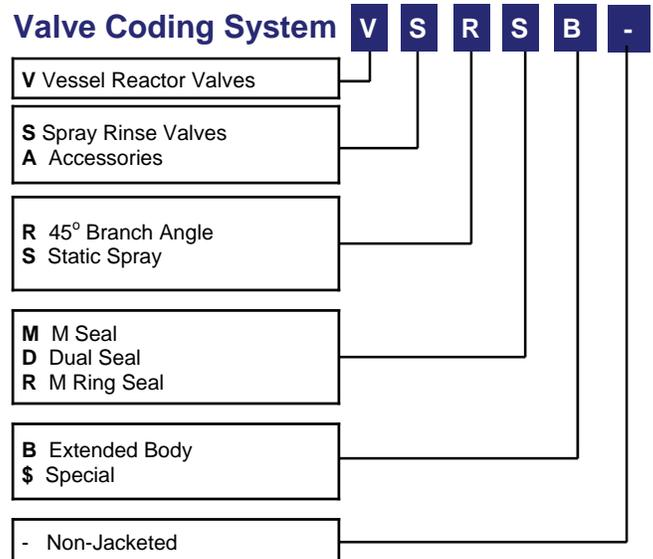 Valve Coding System V S R S B -
V Vessel Reactor Valves
S Spray Rinse Valves
A Accessories
R 45° Branch Angle
S Static Spray
M M Seal
D Dual Seal
R M Ring Seal
B Extended Body
$ Special
- Non-Jacketed